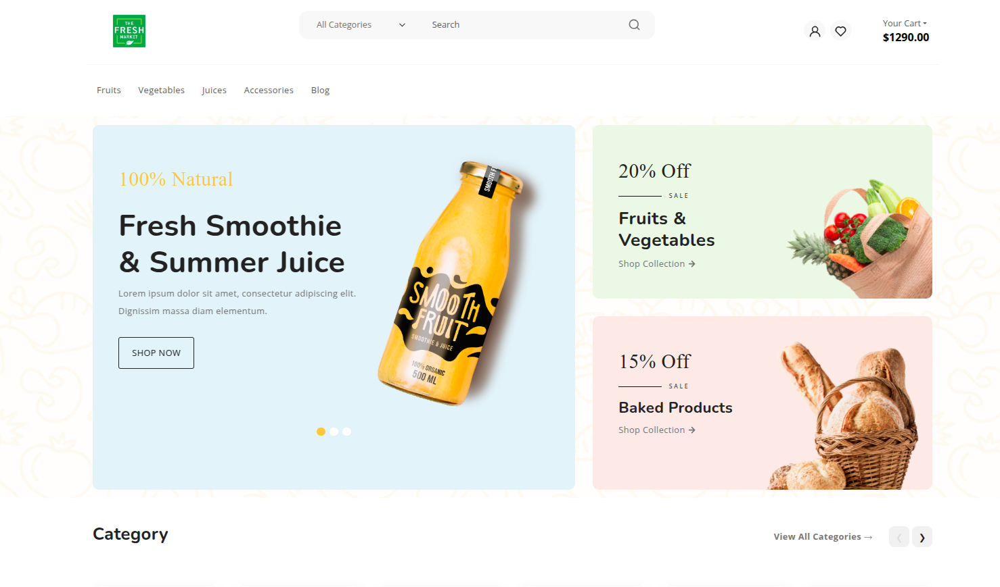 THE
FRESH
MARKET
All Categories
Search
Your Cart
$1290.00
Fruits
Vegetables
Juices
Accessories
Blog
100% Natural
Fresh Smoothie
& Summer Juice
Lorem ipsum dolor sit amet, consectetur adipiscing elit.
Dignissim massa diam elementum.
SHOP NOW
SMOOTH F
SMOOTH
FRUIT
SMOOTHIE & JUICE
100% ORGANIC
500 ML
20% Off
SALE
Fruits &
Vegetables
Shop Collection →
15% Off
SALE
Baked Products
Shop Collection →
Category
View All Categories →